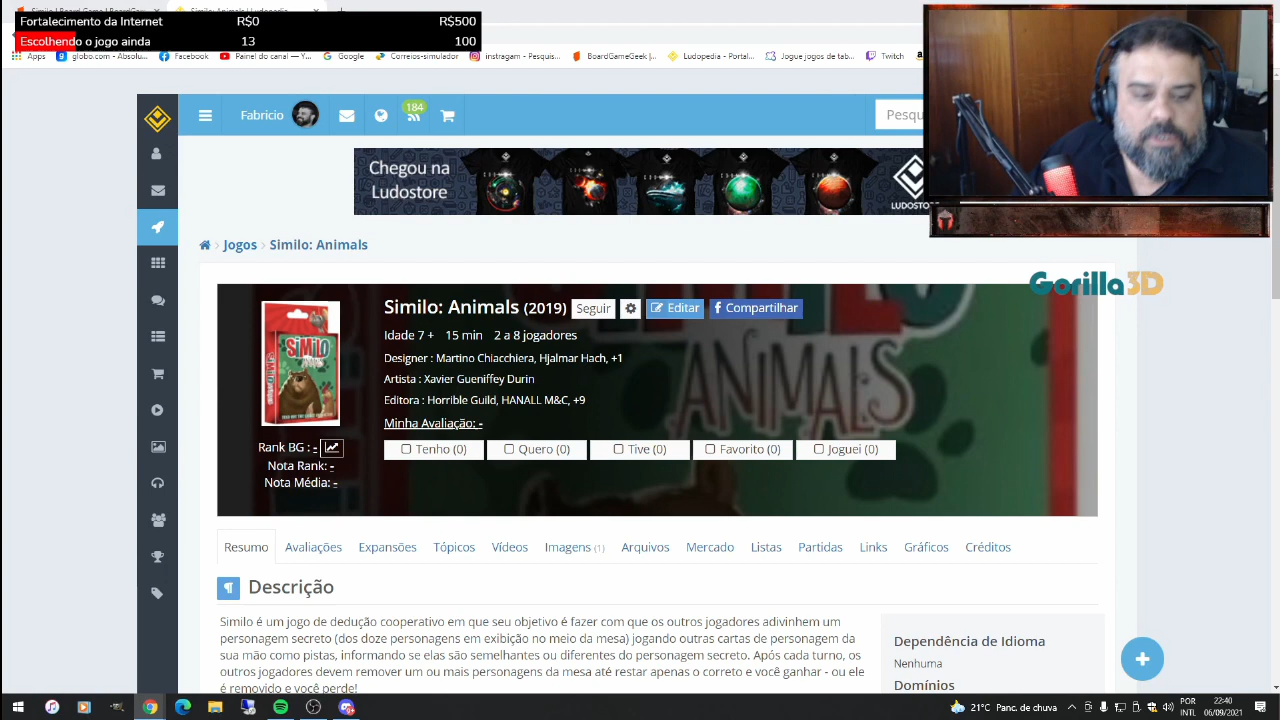 Similo: Animals | Ludopedia
Fortalecimento da Internet R$0 R$500
Escolhendo o jogo ainda 13 100
Apps globo.com - Absolu... Facebook Painel do canal — Y... Google Correios-simulador instragam - Pesquis... BoardGameGeek |... Ludopedia - Portal... Jogue jogos de tab... Twitch
Fabricio 184 Pesqu
Chegou na
Ludostore
LUDOSTORE
Jogos > Similo: Animals
Gorilla3D
SIMILO
ANIMALS
Similo: Animals (2019) Seguir Editar Compartilhar
Idade 7 + 15 min 2 a 8 jogadores
Designer : Martino Chiacchiera, Hjalmar Hach, +1
Artista : Xavier Gueniffey Durin
Editora : Horrible Guild, HANALL M&C, +9
Minha Avaliação: -
Rank BG : -
Nota Rank: -
Nota Média: -
Tenho (0) Quero (0) Tive (0) Favorito (0) Joguei (0)
Resumo Avaliações Expansões Tópicos Vídeos Imagens (1) Arquivos Mercado Listas Partidas Links Gráficos Créditos
Descrição
Similo é um jogo de dedução cooperativo em que seu objetivo é fazer com que os outros jogadores adivinhem um
personagem secreto (dos doze personagens em exibição no meio da mesa) jogando outras cartas de personagem da
sua mão como pistas, informando se elas são semelhantes ou diferentes do personagem secreto. Após cada turno, os
outros jogadores devem remover um ou mais personagens da mesa até restar apenas o correto e você ganhar - ou ele
é removido e você perde!
Dependência de Idioma
Nenhuma
Domínios
21°C Panc. de chuva
POR
INTL
22:40
06/09/2021